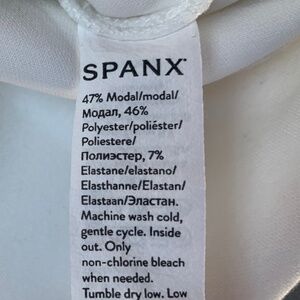 SPANX
47% Modal/modal/
Модал, 46%
Polyester/poliéster/
Poliestere/
Полиэстер, 7%
Elastane/elastano/
Elasthanne/Elastan/
Elastaan/Эластан.
Machine wash cold,
gentle cycle. Inside
out. Only
non-chlorine bleach
when needed.
Tumble dry low. Low